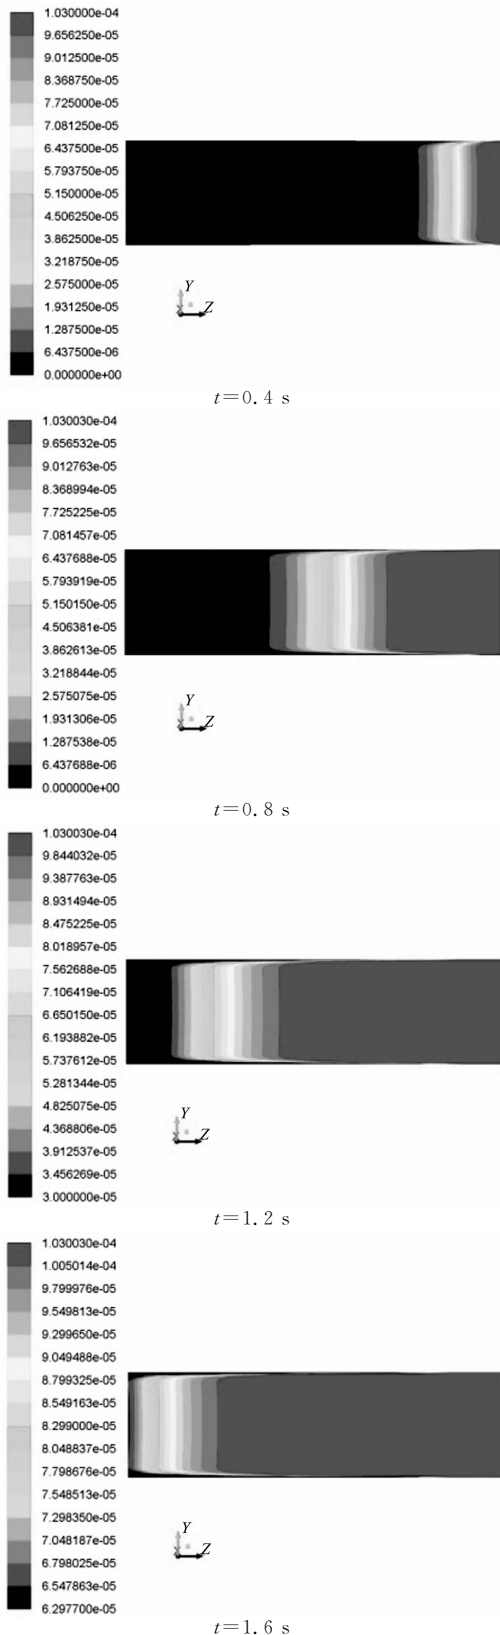 1.030000e-04
9.656250e-05
9.012500e-05
8.368750e-05
7.725000e-05
7.081250e-05
6.437500e-05
5.793750e-05
5.150000e-05
4.506250e-05
3.862500e-05
3.218750e-05
2.575000e-05
1.931250e-05
1.287500e-05
6.437500e-06
0.000000e+00
Y
X Z
t=0.4 s
1.030030e-04
9.656532e-05
9.012763e-05
8.368994e-05
7.725225e-05
7.081457e-05
6.437688e-05
5.793919e-05
5.150150e-05
4.506381e-05
3.862613e-05
3.218844e-05
2.575075e-05
1.931306e-05
1.287538e-05
6.437688e-06
0.000000e+00
Y
X Z
t=0.8 s
1.030030e-04
9.844032e-05
9.387763e-05
8.931494e-05
8.475225e-05
8.018957e-05
7.562688e-05
7.106419e-05
6.650150e-05
6.193882e-05
5.737612e-05
5.281344e-05
4.825075e-05
4.368806e-05
3.912537e-05
3.456269e-05
3.000000e-05
Y
X Z
t=1.2 s
1.030030e-04
1.005014e-04
9.799976e-05
9.549813e-05
9.299650e-05
9.049488e-05
8.799325e-05
8.549163e-05
8.299000e-05
8.048837e-05
7.798676e-05
7.548513e-05
7.298350e-05
7.048187e-05
6.798025e-05
6.547863e-05
6.297700e-05
Y
X Z
t=1.6 s